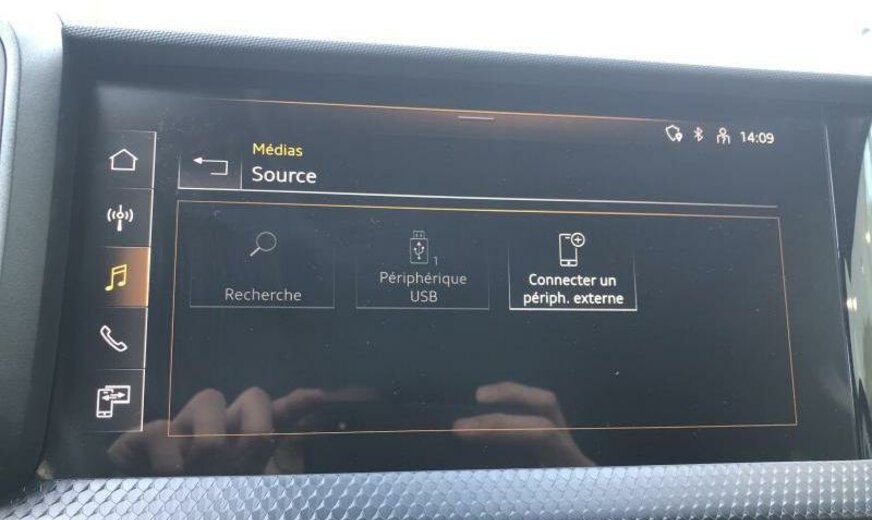 14:09
Médias
Source
Recherche
1
Périphérique
USB
Connecter un
périph. externe